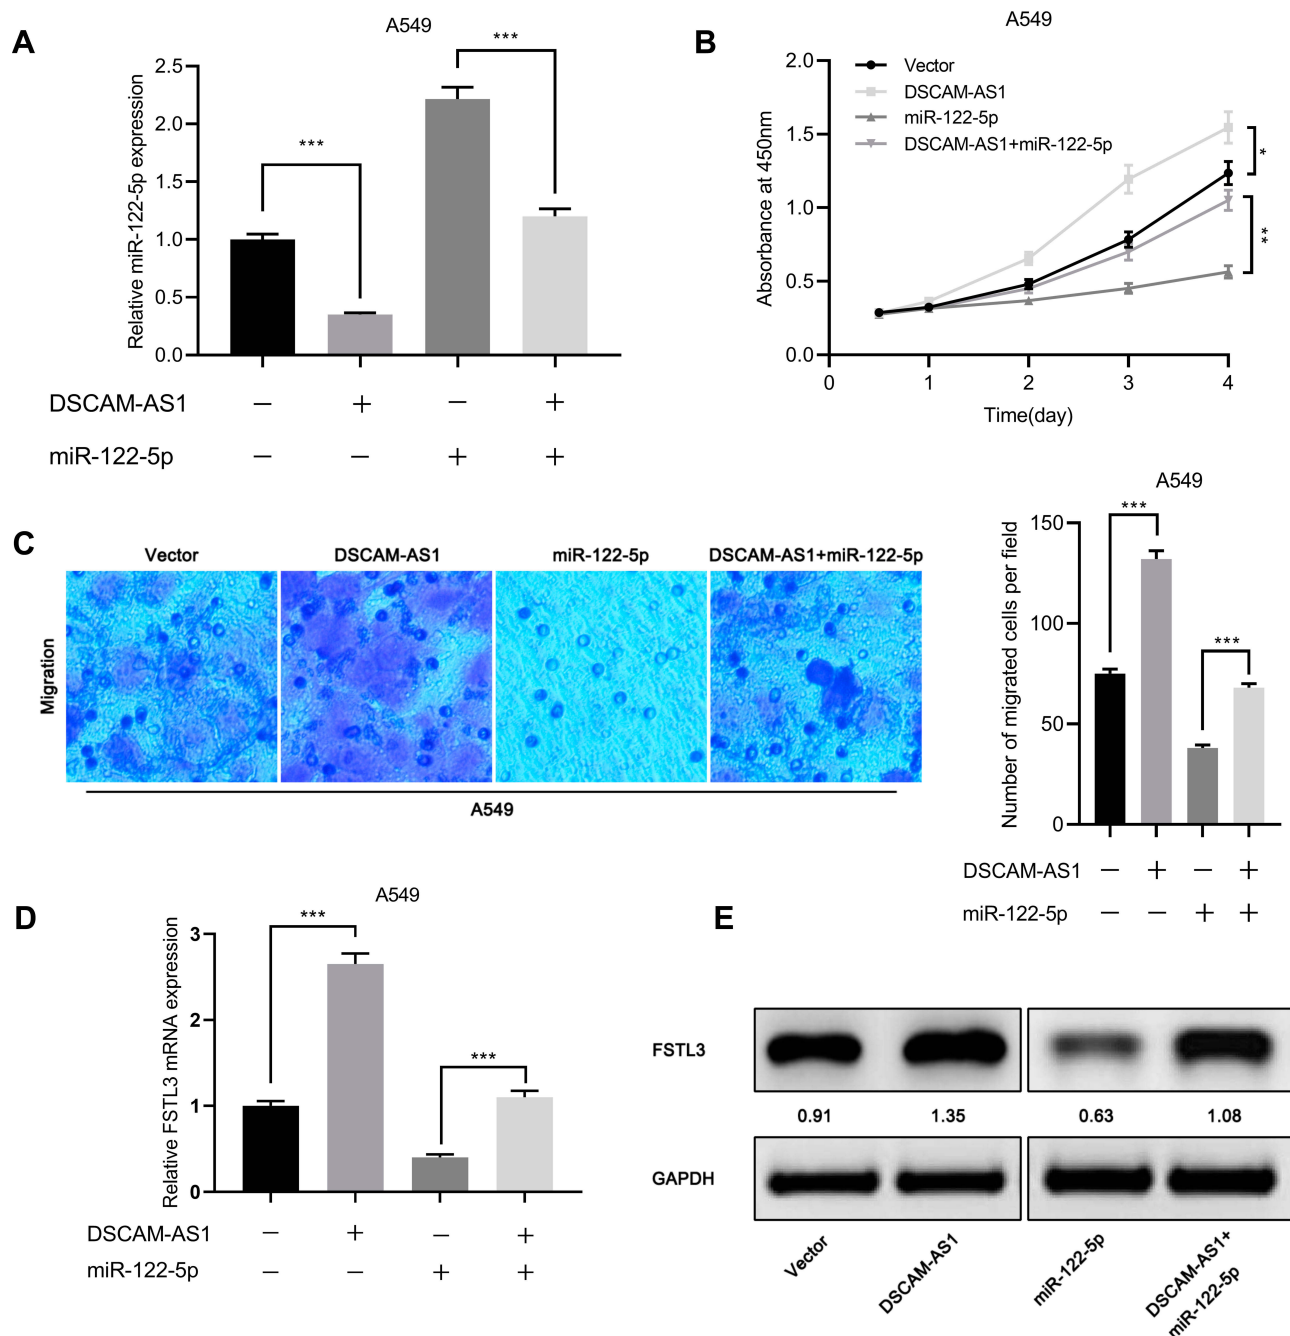 A
A549
Relative miR-122-5p expression
2.5
2.0
1.5
1.0
0.5
0.0
***
***
DSCAM-AS1 − + − +
miR-122-5p − − + +
B
A549
Absorbance at 450nm
2.0
1.5
1.0
0.5
0.0
Vector
DSCAM-AS1
miR-122-5p
DSCAM-AS1+miR-122-5p
*
**
0 1 2 3 4
Time(day)
C
Vector DSCAM-AS1 miR-122-5p DSCAM-AS1+miR-122-5p
Migration
A549
A549
Number of migrated cells per field
150
100
50
0
***
***
DSCAM-AS1 − + − +
miR-122-5p − − + +
D
A549
Relative FSTL3 mRNA expression
3
2
1
0
***
***
DSCAM-AS1 − + − +
miR-122-5p − − + +
E
FSTL3
0.91 1.35 0.63 1.08
GAPDH
Vector
DSCAM-AS1
miR-122-5p
DSCAM-AS1+
miR-122-5p